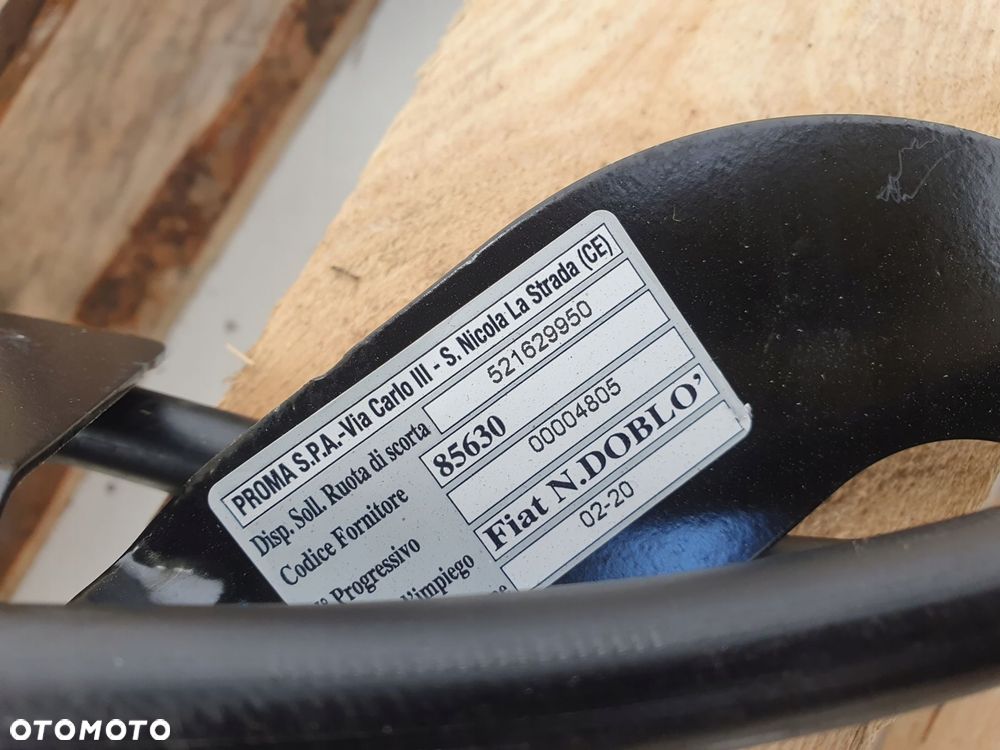 PROMA S.P.A.-Via Carlo III - S. Nicola La Strada (CE)
Disp. Soll. Ruota di scorta 521629950
Codice Fornitore 85630
Progressivo 00004805
d'impiego Fiat N.DOBLO'
02-20
OTOMOTO